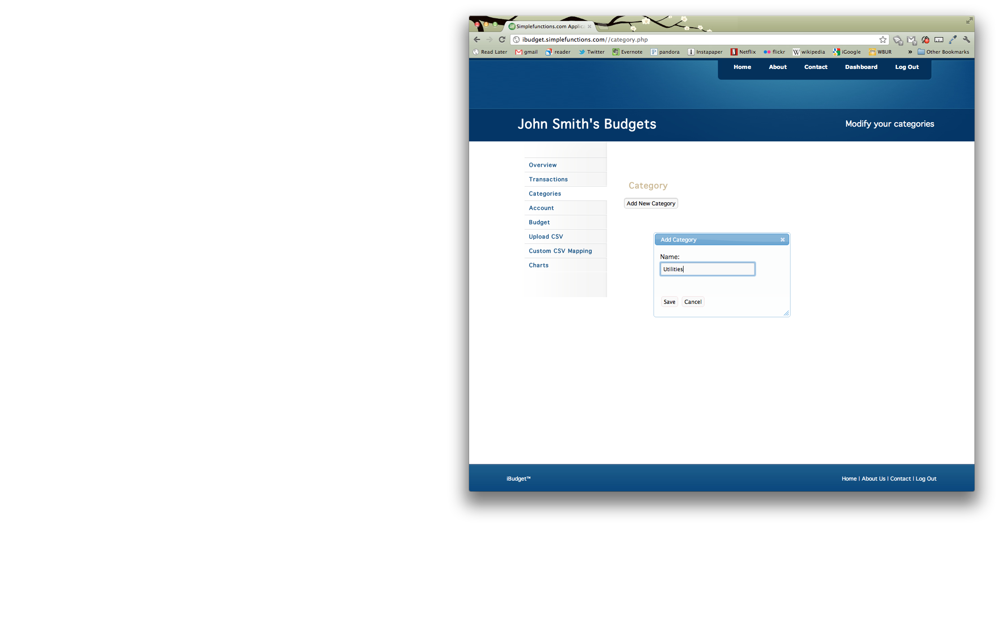 Simplefunctions.com Applica
ibudget.simplefunctions.com//category.php
Read Later gmail reader Twitter Evernote pandora Instapaper Netflix flickr wikipedia iGoogle WBUR » Other Bookmarks
Home About Contact Dashboard Log Out
John Smith's Budgets
Modify your categories
Overview
Transactions
Categories
Account
Budget
Upload CSV
Custom CSV Mapping
Charts
Category
Add New Category
Add Category
Name:
Utilities
Save Cancel
iBudget™
Home | About Us | Contact | Log Out